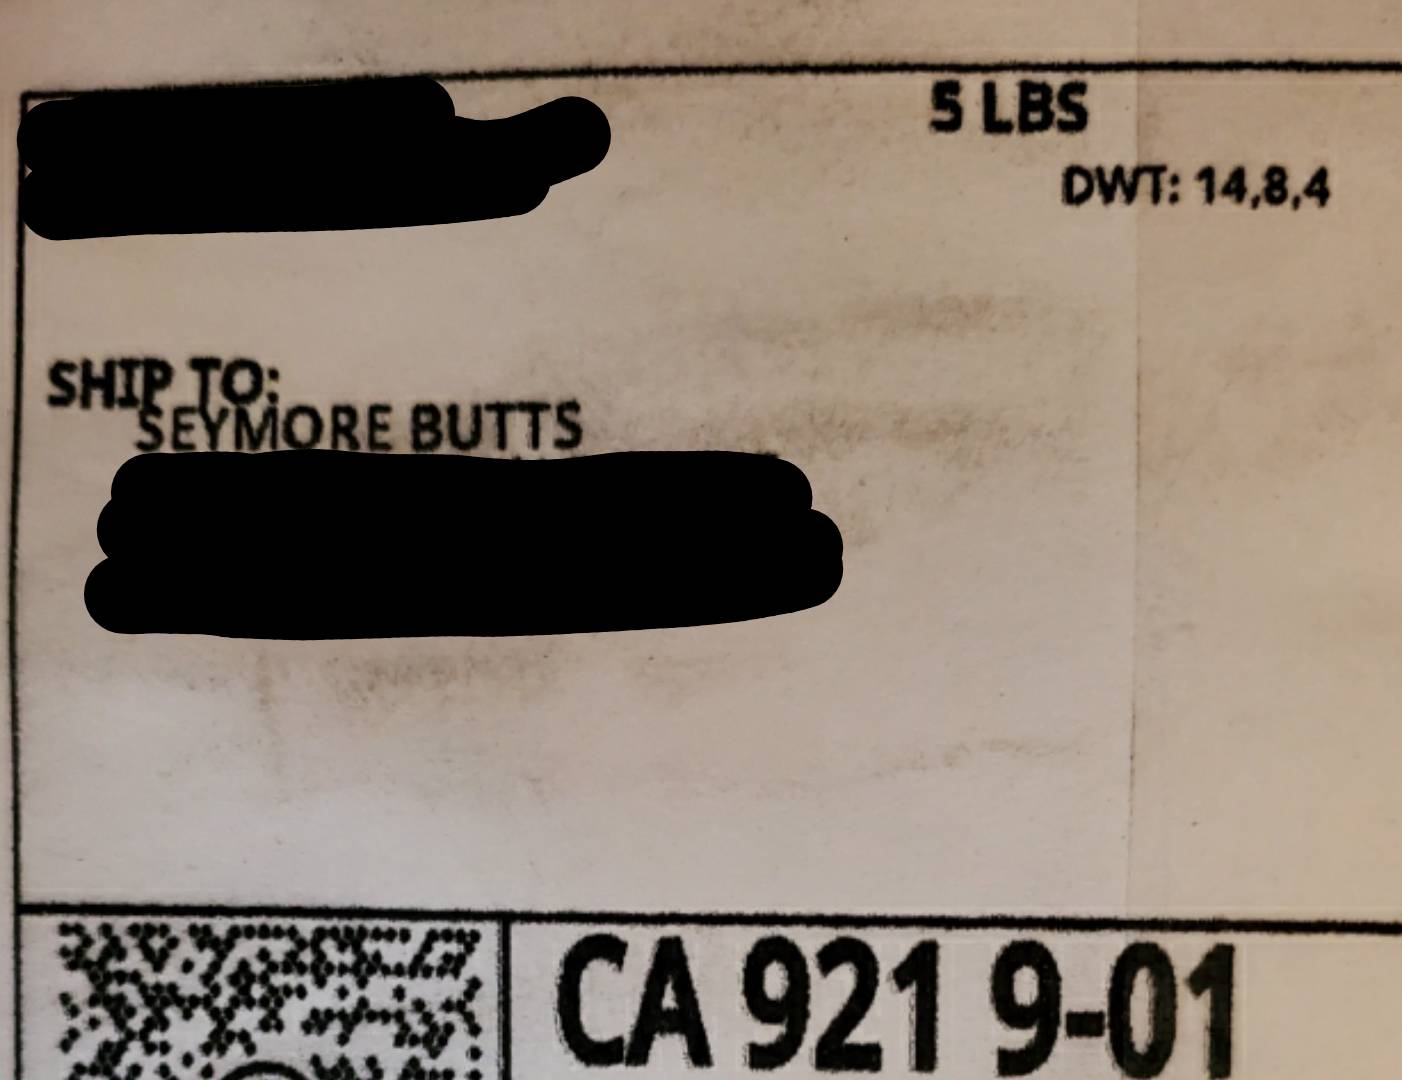 5 LBS
DWT: 14,8,4
SHIP TO:
SEYMORE BUTTS
CA 921 9-01